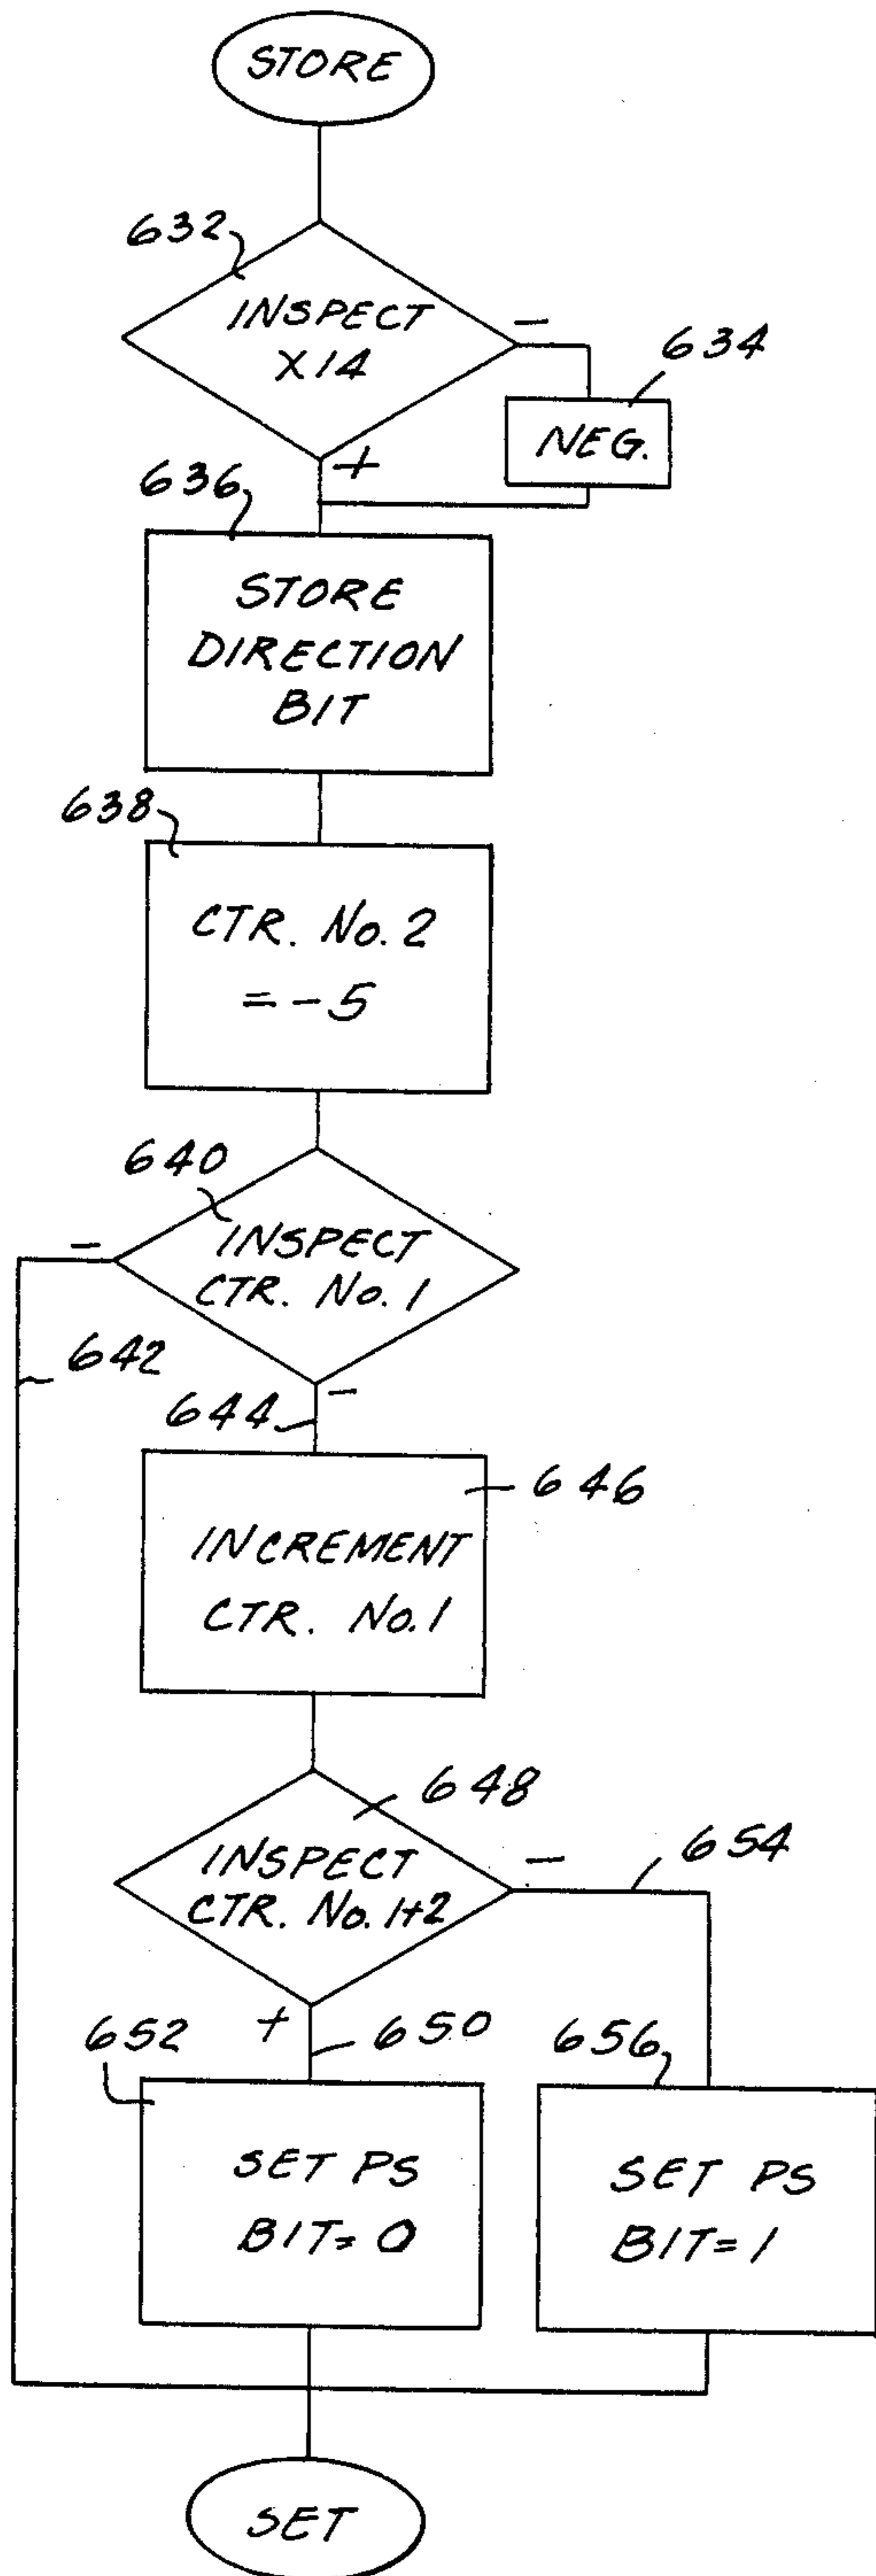 STORE
632
INSPECT
X14
-
634
NEG.
+
636
STORE
DIRECTION
BIT
638
CTR. No. 2
= -5
640
INSPECT
CTR. No. 1
-
642
-
644
646
INCREMENT
CTR. No. 1
648
INSPECT
CTR. No. 1+2
-
654
+
650
652
656
SET PS
BIT= 0
SET PS
BIT= 1
SET